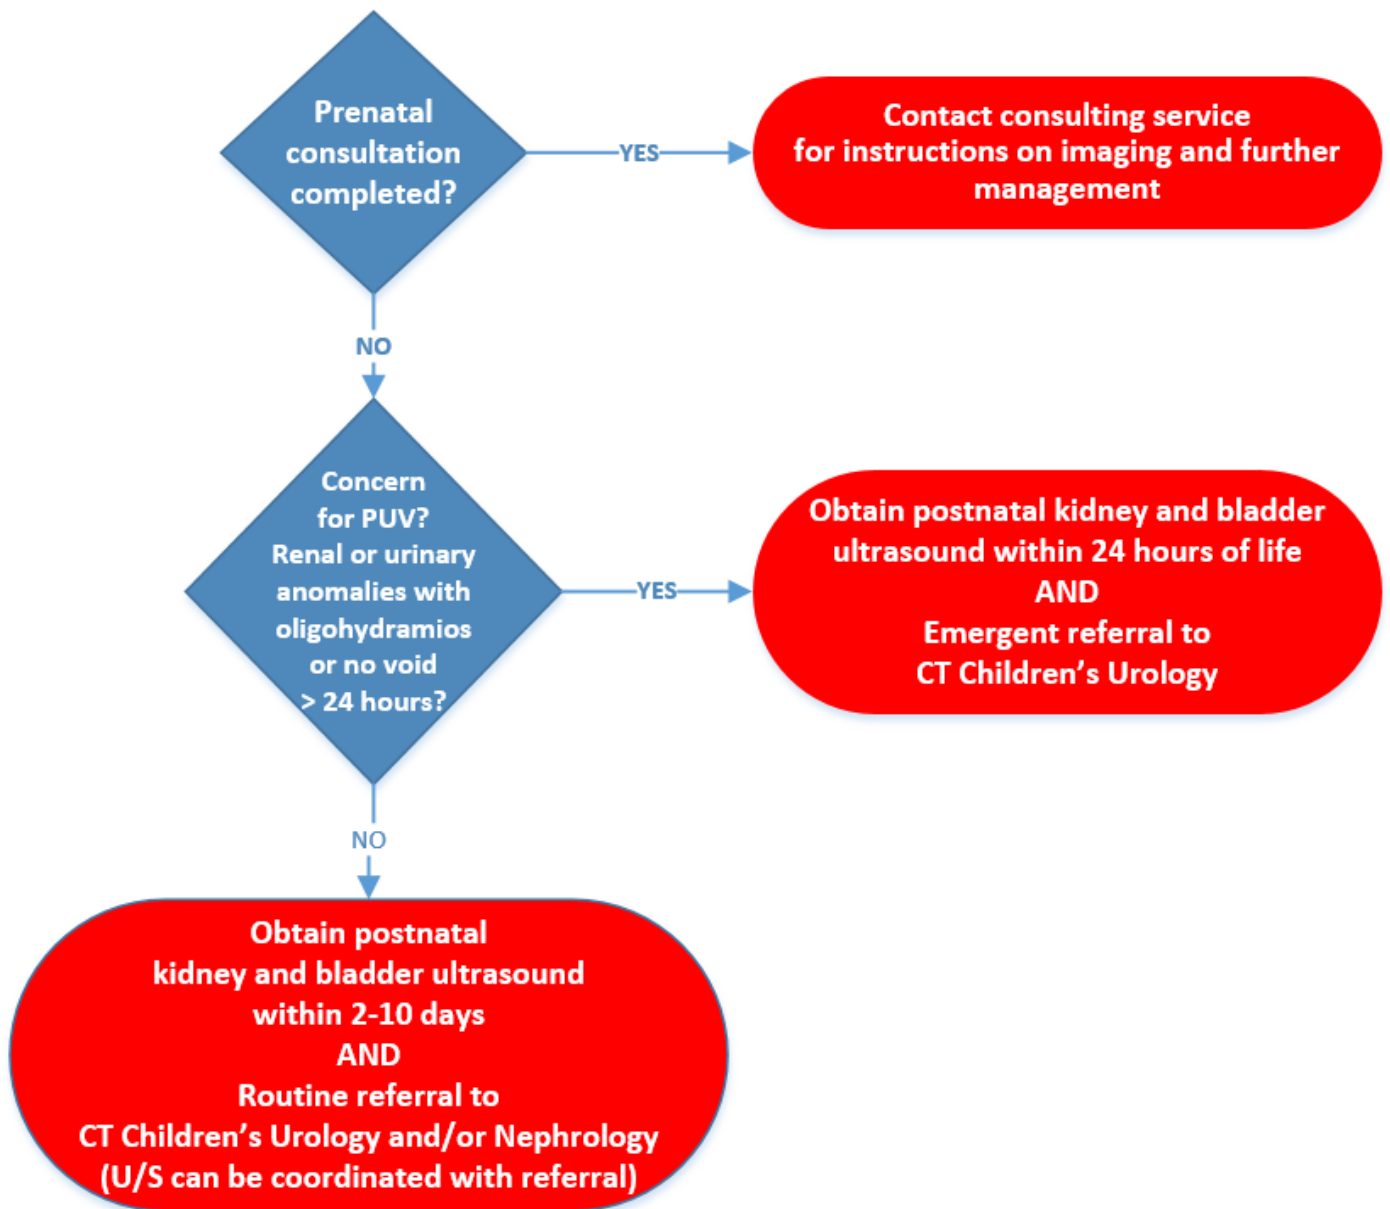 Prenatal
consultation
completed?
YES
Contact consulting service
for instructions on imaging and further
management
NO
Concern
for PUV?
Renal or urinary
anomalies with
oligohydramios
or no void
> 24 hours?
YES
Obtain postnatal kidney and bladder
ultrasound within 24 hours of life
AND
Emergent referral to
CT Children’s Urology
NO
Obtain postnatal
kidney and bladder ultrasound
within 2-10 days
AND
Routine referral to
CT Children’s Urology and/or Nephrology
(U/S can be coordinated with referral)